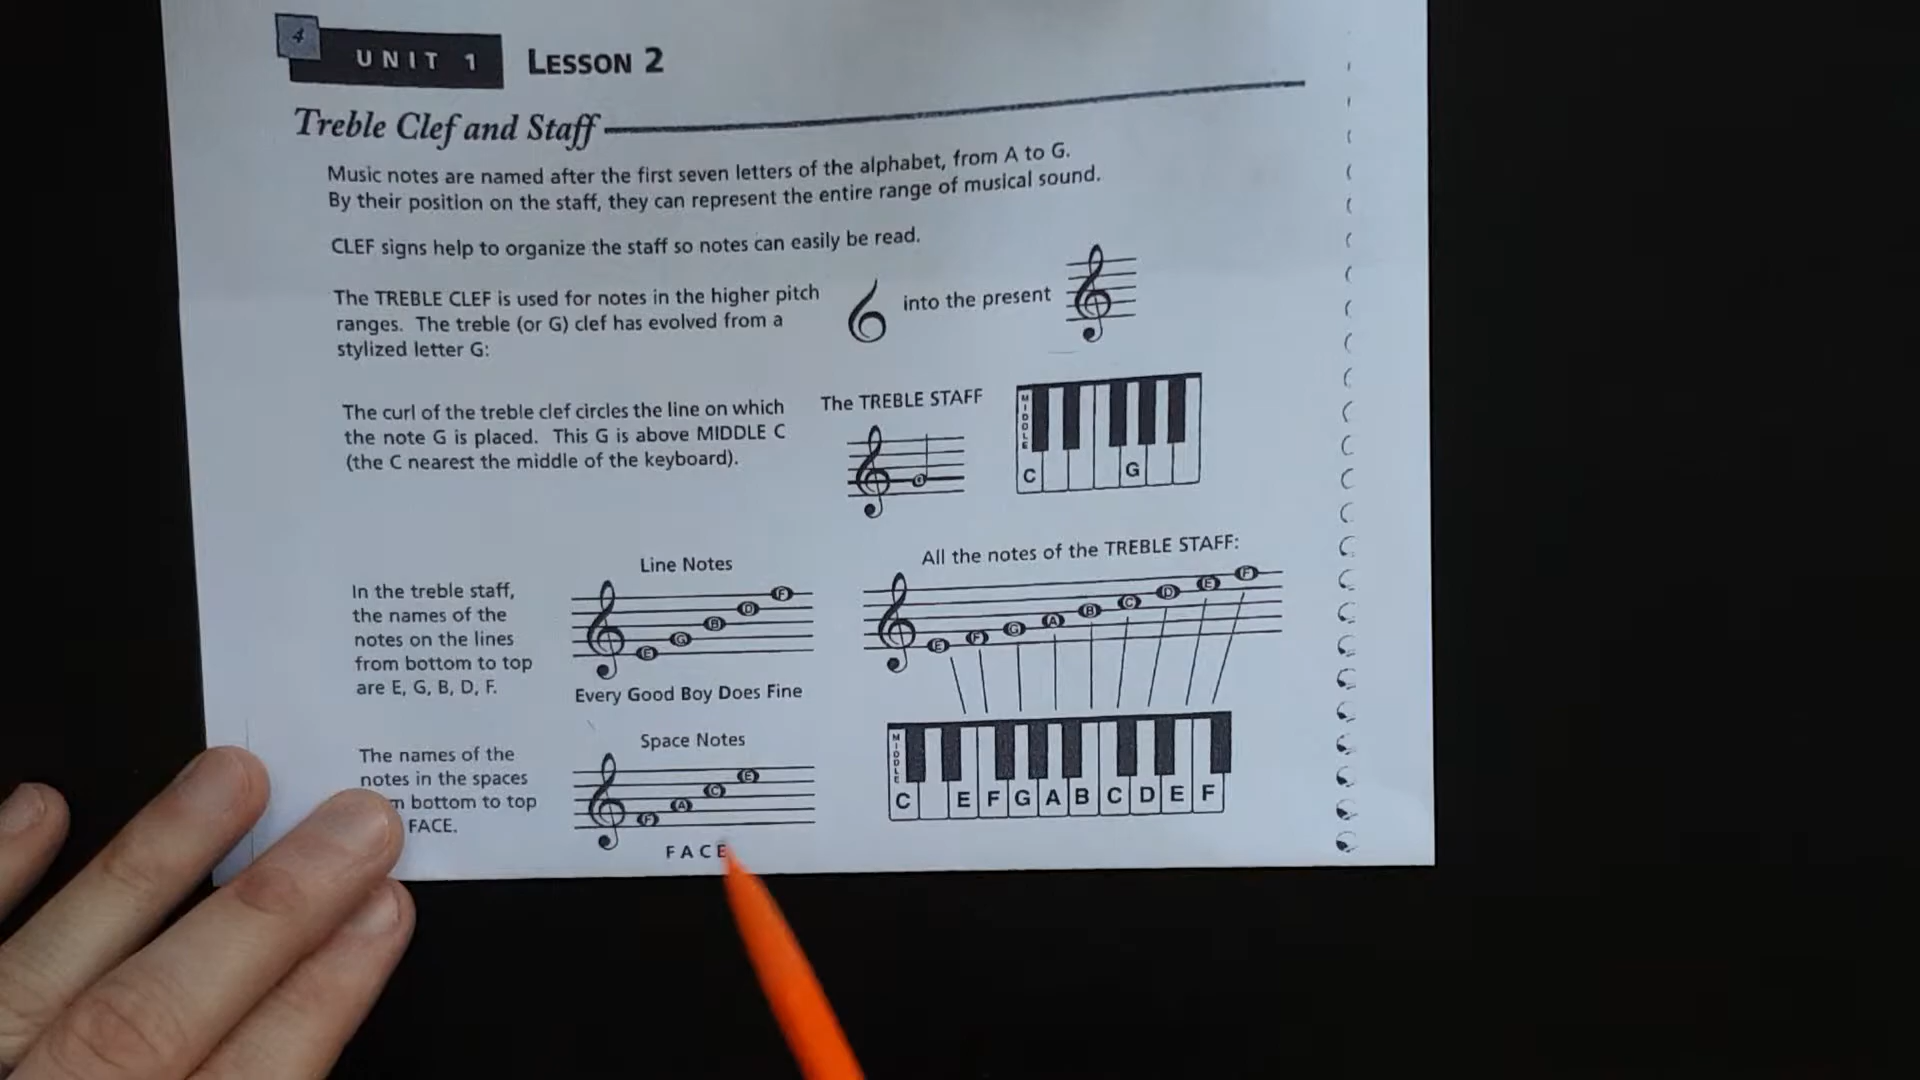 4
UNIT 1 LESSON 2
Treble Clef and Staff
Music notes are named after the first seven letters of the alphabet, from A to G.
By their position on the staff, they can represent the entire range of musical sound.
CLEF signs help to organize the staff so notes can easily be read.
The TREBLE CLEF is used for notes in the higher pitch
ranges. The treble (or G) clef has evolved from a
stylized letter G:
into the present
The curl of the treble clef circles the line on which
the note G is placed. This G is above MIDDLE C
(the C nearest the middle of the keyboard).
The TREBLE STAFF
MIDDLE
C G
In the treble staff,
the names of the
notes on the lines
from bottom to top
are E, G, B, D, F.
Line Notes
E G B D F
Every Good Boy Does Fine
All the notes of the TREBLE STAFF:
E F G A B C D E F
MIDDLE
C E F G A B C D E F
The names of the
notes in the spaces
bottom to top
FACE.
Space Notes
F A C E
F A C E